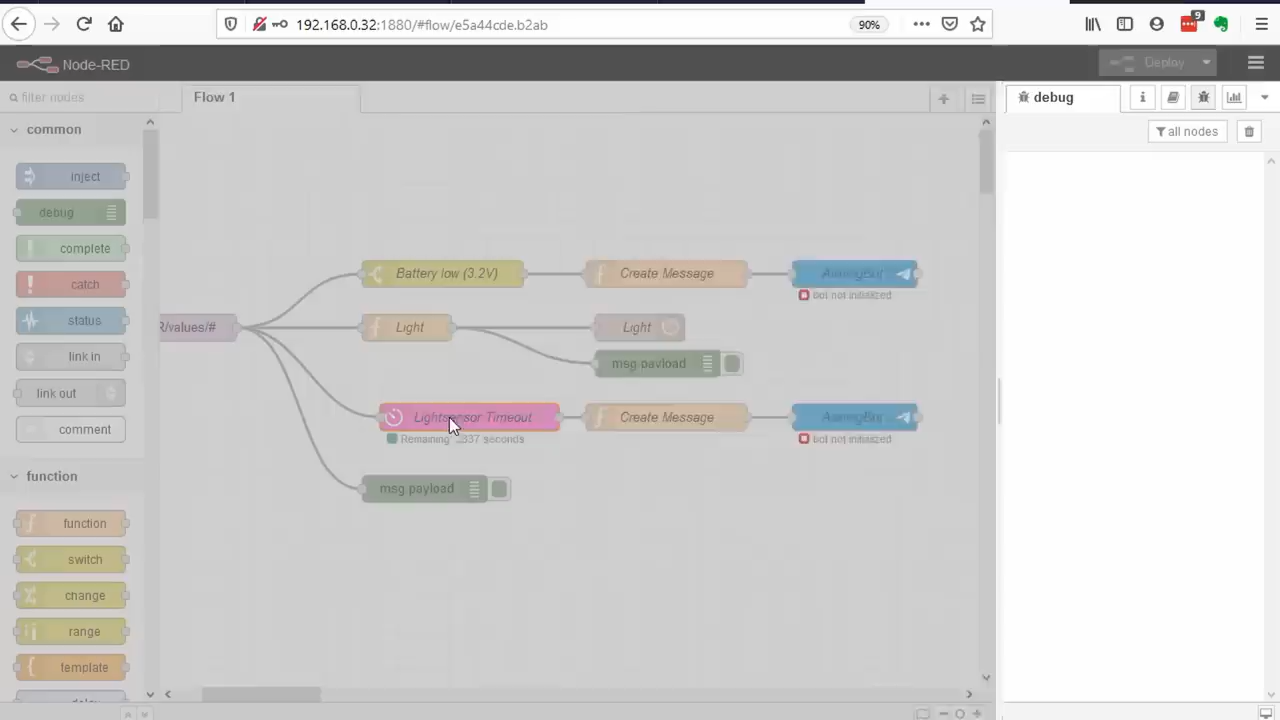 192.168.0.32:1880/#flow/e5a44cde.b2ab
90%
9
Node-RED
Deploy
filter nodes
Flow 1
debug
all nodes
common
inject
debug
complete
catch
status
link in
link out
comment
function
function
switch
change
range
template
R/values/#
Battery low (3.2V)
Create Message
bot not initialized
Light
Light
msg.payload
Lightsensor Timeout
Remaining
seconds
Create Message
bot not initialized
msg.payload